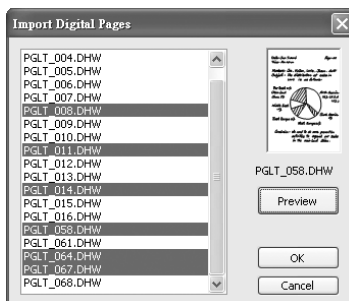 Import Digital Pages
PGLT_004.DHW
PGLT_005.DHW
PGLT_006.DHW
PGLT_007.DHW
PGLT_008.DHW
PGLT_009.DHW
PGLT_010.DHW
PGLT_011.DHW
PGLT_012.DHW
PGLT_013.DHW
PGLT_014.DHW
PGLT_015.DHW
PGLT_016.DHW
PGLT_058.DHW
PGLT_061.DHW
PGLT_064.DHW
PGLT_067.DHW
PGLT_068.DHW
PGLT_058.DHW
Preview
OK
Cancel